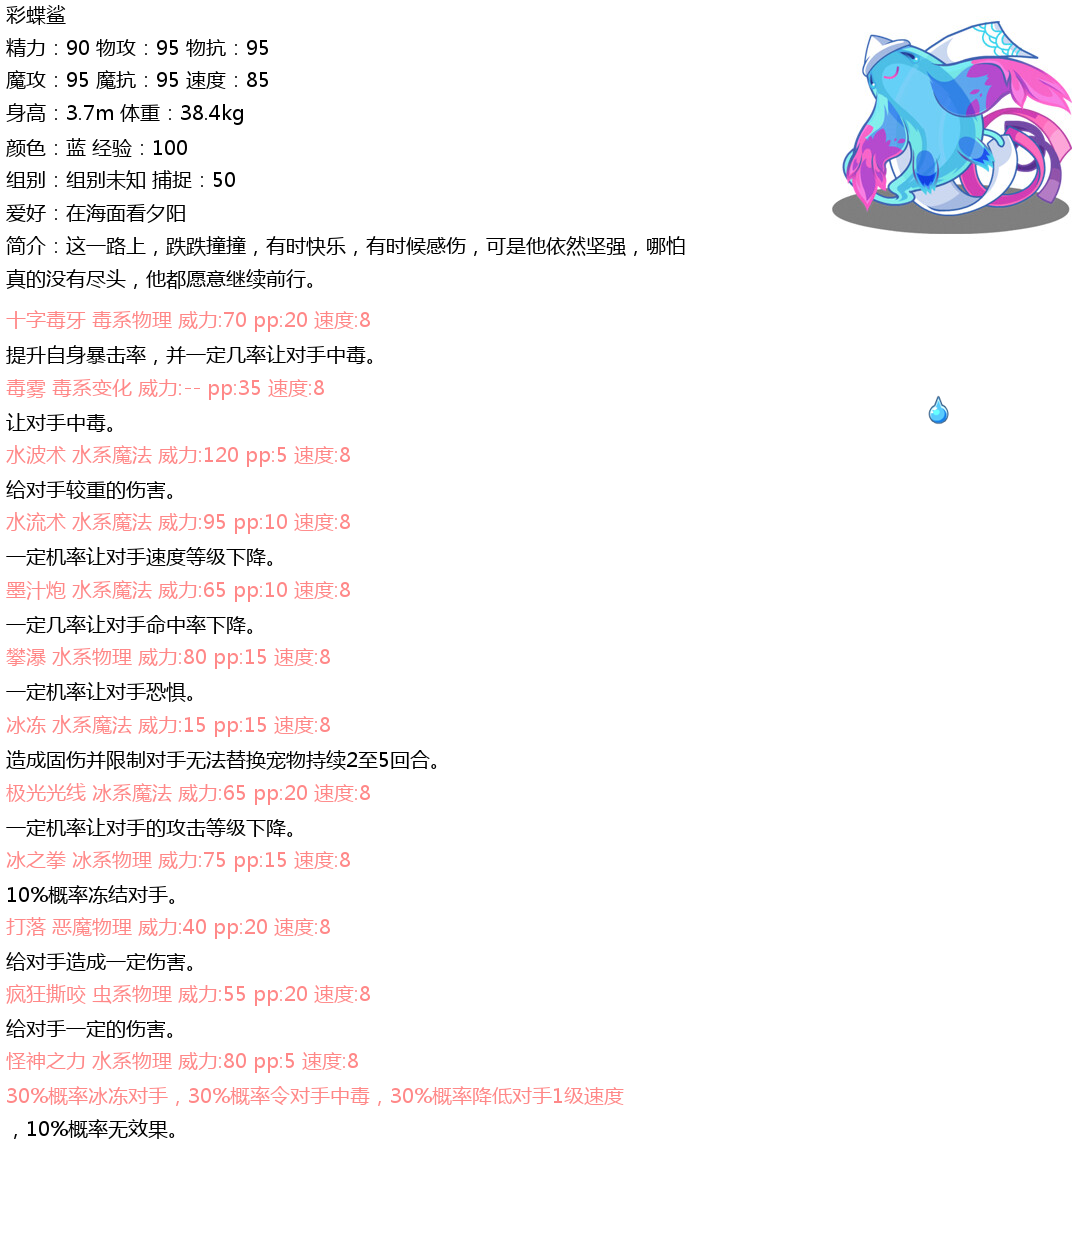 彩蝶鲨
精力：90 物攻：95 物抗：95
魔攻：95 魔抗：95 速度：85
身高：3.7m 体重：38.4kg
颜色：蓝 经验：100
组别：组别未知 捕捉：50
爱好：在海面看夕阳
简介：这一路上，跌跌撞撞，有时快乐，有时候感伤，可是他依然坚强，哪怕
真的没有尽头，他都愿意继续前行。
十字毒牙 毒系物理 威力:70 pp:20 速度:8
提升自身暴击率，并一定几率让对手中毒。
毒雾 毒系变化 威力:-- pp:35 速度:8
让对手中毒。
水波术 水系魔法 威力:120 pp:5 速度:8
给对手较重的伤害。
水流术 水系魔法 威力:95 pp:10 速度:8
一定机率让对手速度等级下降。
墨汁炮 水系魔法 威力:65 pp:10 速度:8
一定几率让对手命中率下降。
攀瀑 水系物理 威力:80 pp:15 速度:8
一定机率让对手恐惧。
冰冻 水系魔法 威力:15 pp:15 速度:8
造成固伤并限制对手无法替换宠物持续2至5回合。
极光光线 冰系魔法 威力:65 pp:20 速度:8
一定机率让对手的攻击等级下降。
冰之拳 冰系物理 威力:75 pp:15 速度:8
10%概率冻结对手。
打落 恶魔物理 威力:40 pp:20 速度:8
给对手造成一定伤害。
疯狂撕咬 虫系物理 威力:55 pp:20 速度:8
给对手一定的伤害。
怪神之力 水系物理 威力:80 pp:5 速度:8
30%概率冰冻对手，30%概率令对手中毒，30%概率降低对手1级速度
，10%概率无效果。